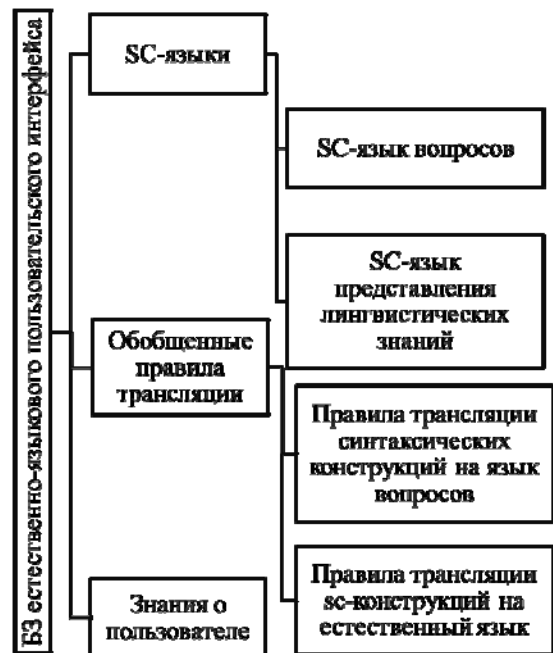 БЗ естественно-языкового пользовательского интерфейса
SC-языки
SC-язык вопросов
SC-язык
представления
лингвистических
знаний
Обобщенные
правила
трансляции
Правила трансляции
синтаксических
конструкций на язык
вопросов
Правила трансляции
sc-конструкций на
естественный язык
Знания о
пользователе